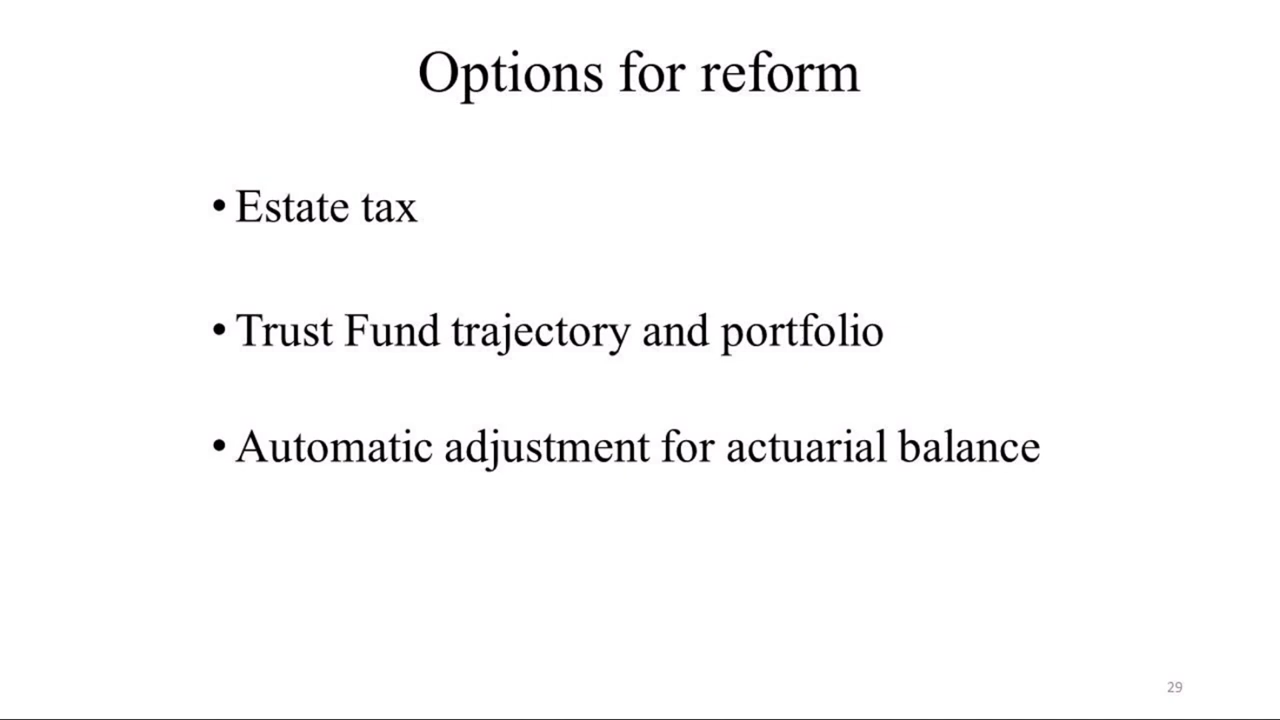 Options for reform
• Estate tax
• Trust Fund trajectory and portfolio
• Automatic adjustment for actuarial balance
29